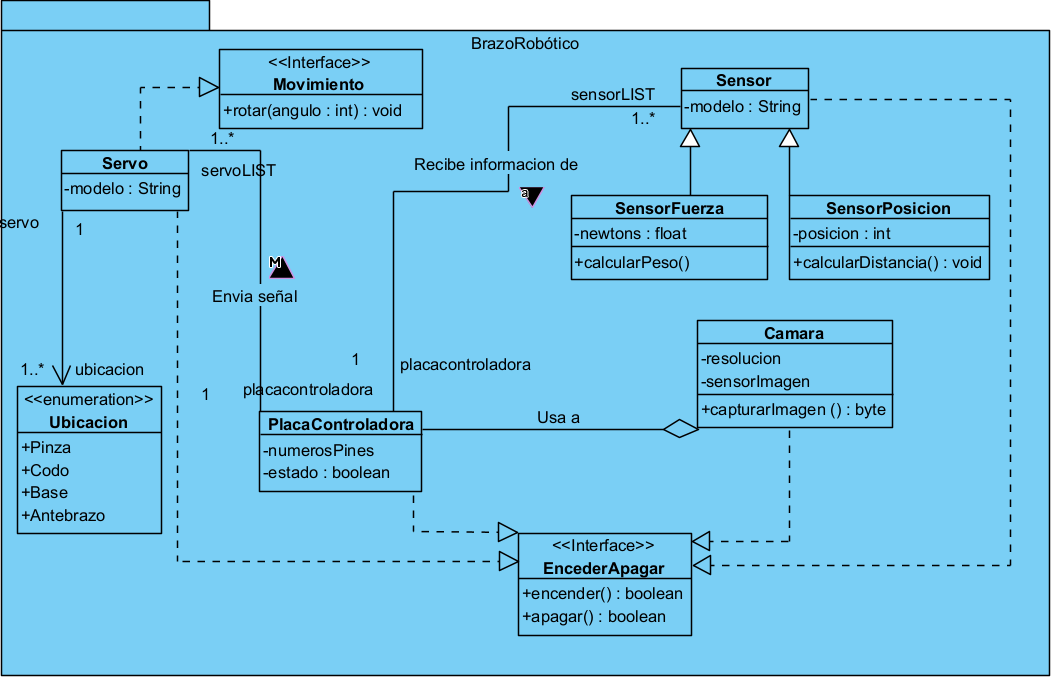 BrazoRobótico
<<Interface>>
Movimiento
+rotar(angulo : int) : void
Sensor
-modelo : String
sensorLIST
1..*
1..*
servoLIST
Servo
-modelo : String
Recibe informacion de
a
servo
1
SensorFuerza
-newtons : float
+calcularPeso()
SensorPosicion
-posicion : int
+calcularDistancia() : void
M
Envia señal
Camara
-resolucion
-sensorImagen
+capturarImagen () : byte
1..*
ubicacion
1
placacontroladora
1
placacontroladora
<<enumeration>>
Ubicacion
+Pinza
+Codo
+Base
+Antebrazo
PlacaControladora
-numerosPines
-estado : boolean
Usa a
<<Interface>>
EncederApagar
+encender() : boolean
+apagar() : boolean